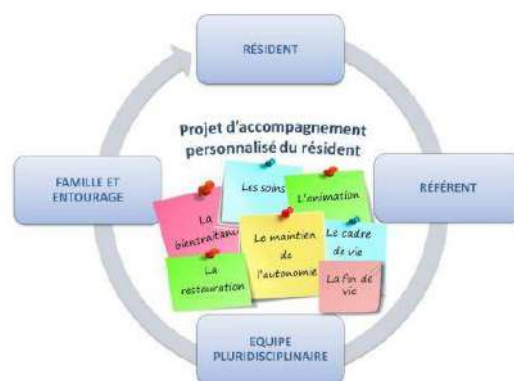 RÉSIDENT
Projet d'accompagnement
personnalisé du résident
FAMILLE ET
ENTOURAGE
RÉFÉRENT
Les soins
L'animation
La
bientraitance
Le maintien
de
l'autonomie
Le cadre
de vie
La
restauration
La fin de
vie
EQUIPE
PLURIDISCIPLINAIRE